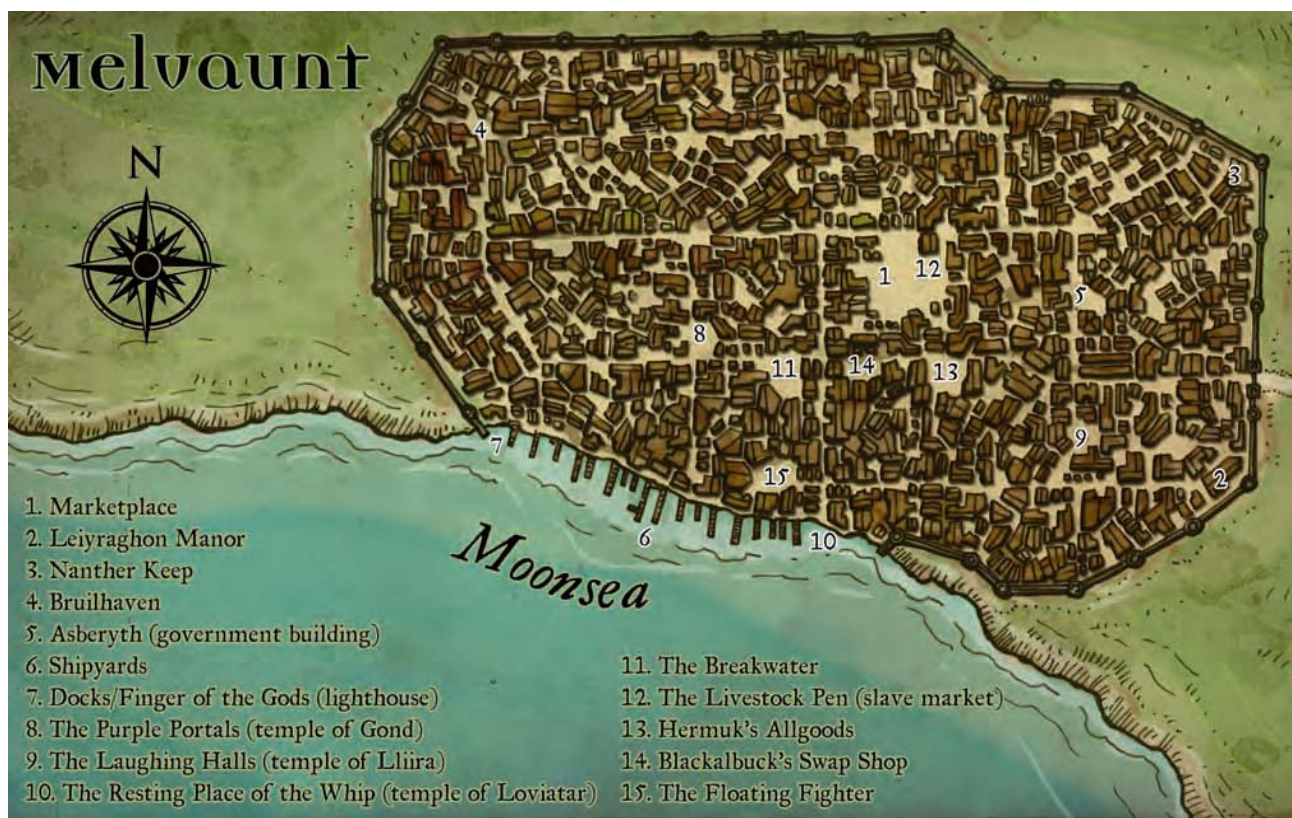 Melvaunt
N
4
3
1
12
5
8
11
14
13
9
7
15
2
6
10
Moonsea
1. Marketplace
2. Leiyraghon Manor
3. Nanther Keep
4. Bruilhaven
5. Asberyth (government building)
6. Shipyards
7. Docks/Finger of the Gods (lighthouse)
8. The Purple Portals (temple of Gond)
9. The Laughing Halls (temple of Lliira)
10. The Resting Place of the Whip (temple of Loviatar)
11. The Breakwater
12. The Livestock Pen (slave market)
13. Hermuk's Allgoods
14. Blackalbuck's Swap Shop
15. The Floating Fighter